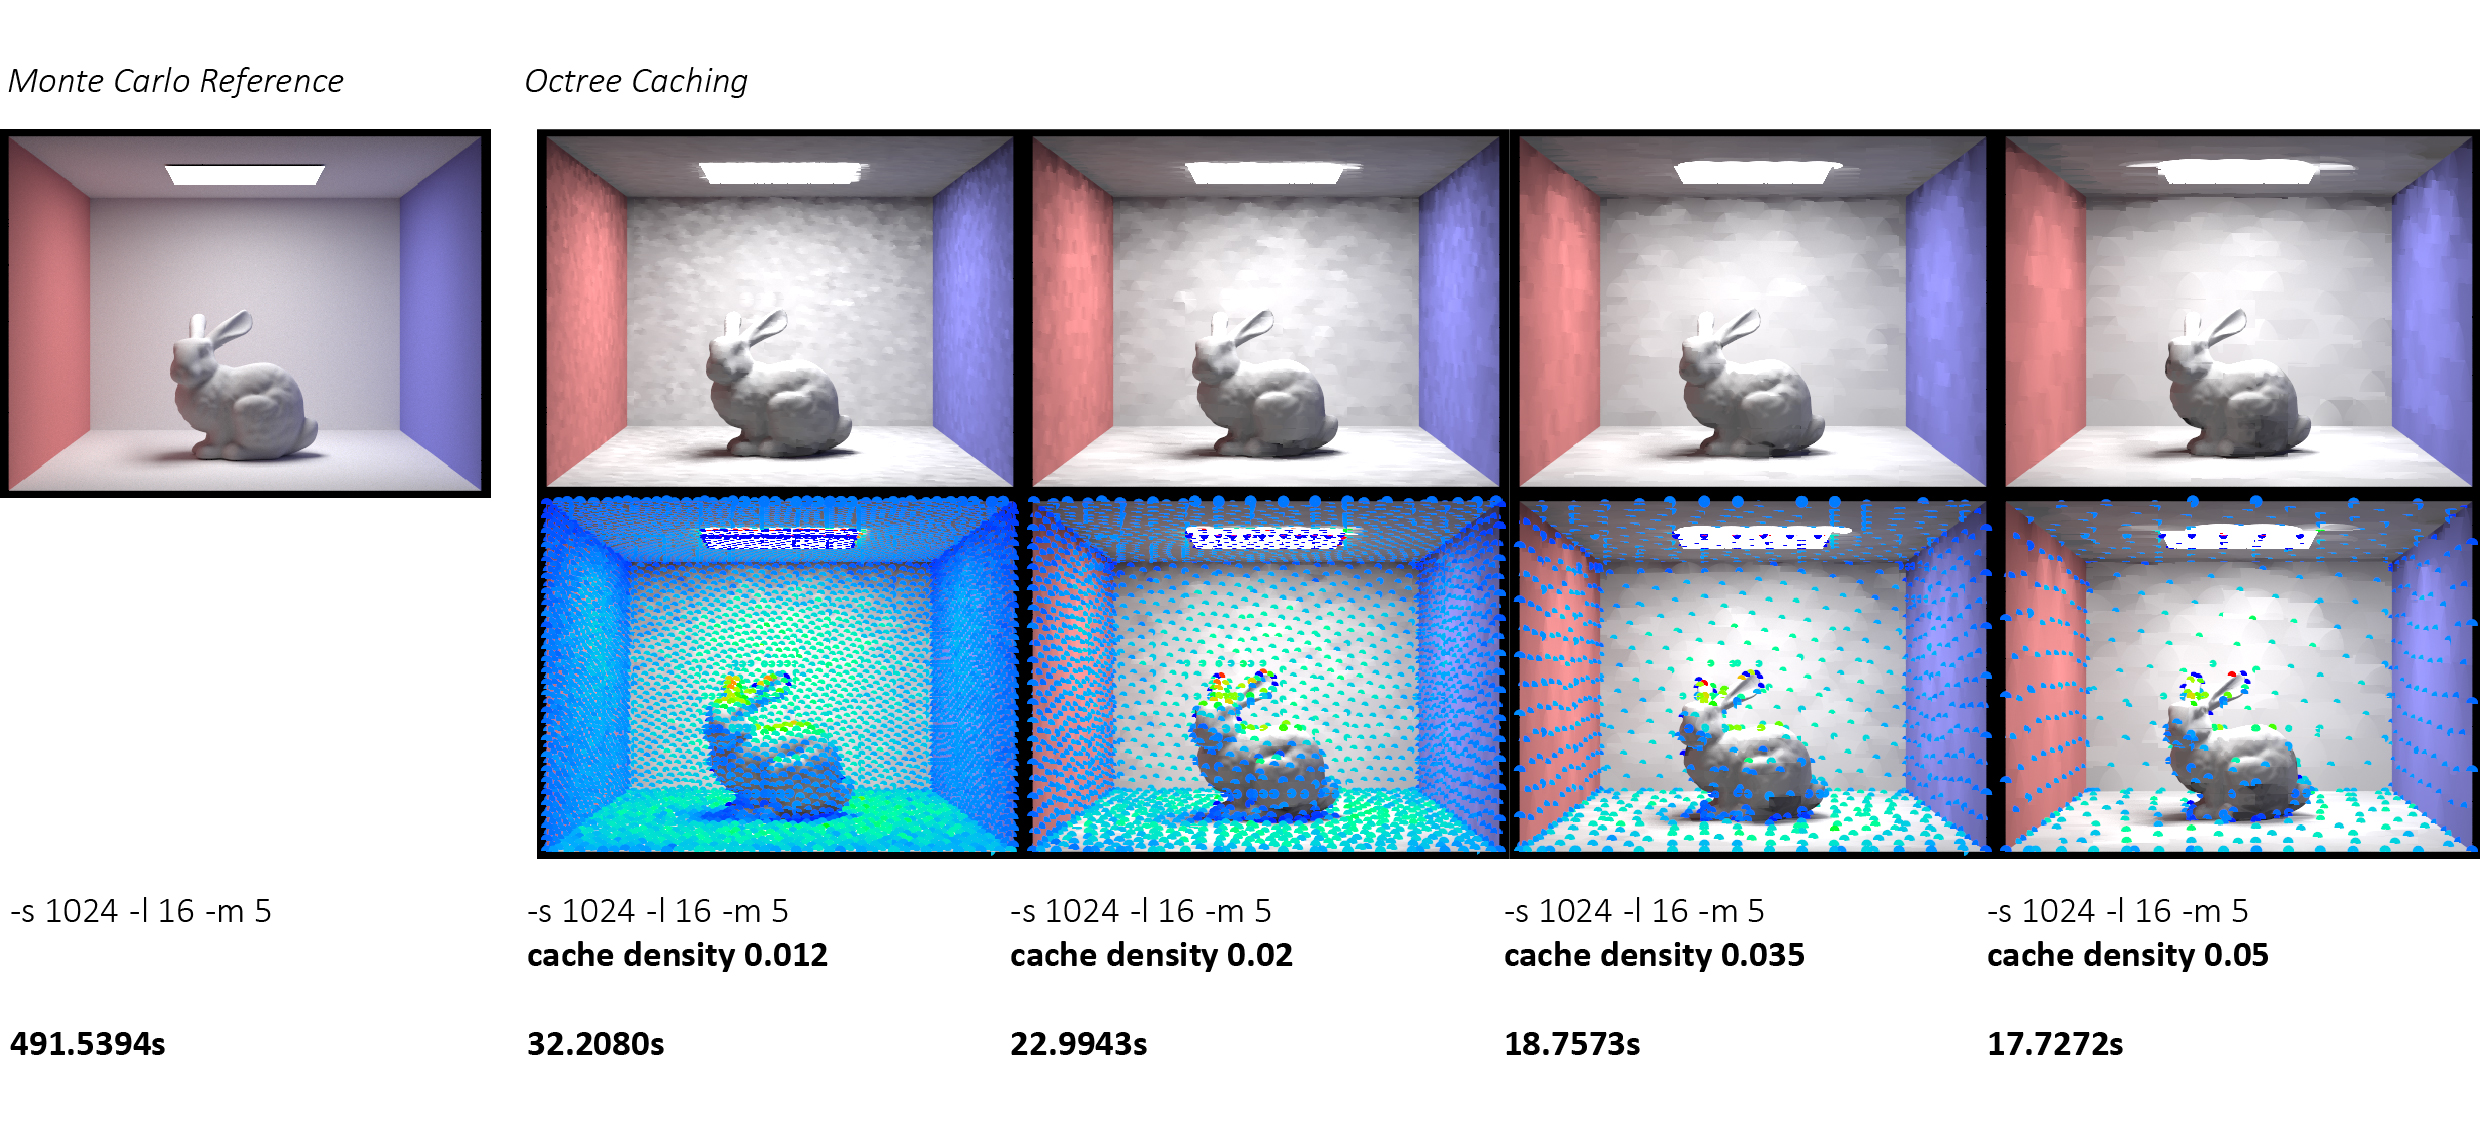 Monte Carlo Reference
Octree Caching
-s 1024 -l 16 -m 5
-s 1024 -l 16 -m 5
-s 1024 -l 16 -m 5
-s 1024 -l 16 -m 5
-s 1024 -l 16 -m 5
cache density 0.012
cache density 0.02
cache density 0.035
cache density 0.05
491.5394s
32.2080s
22.9943s
18.7573s
17.7272s